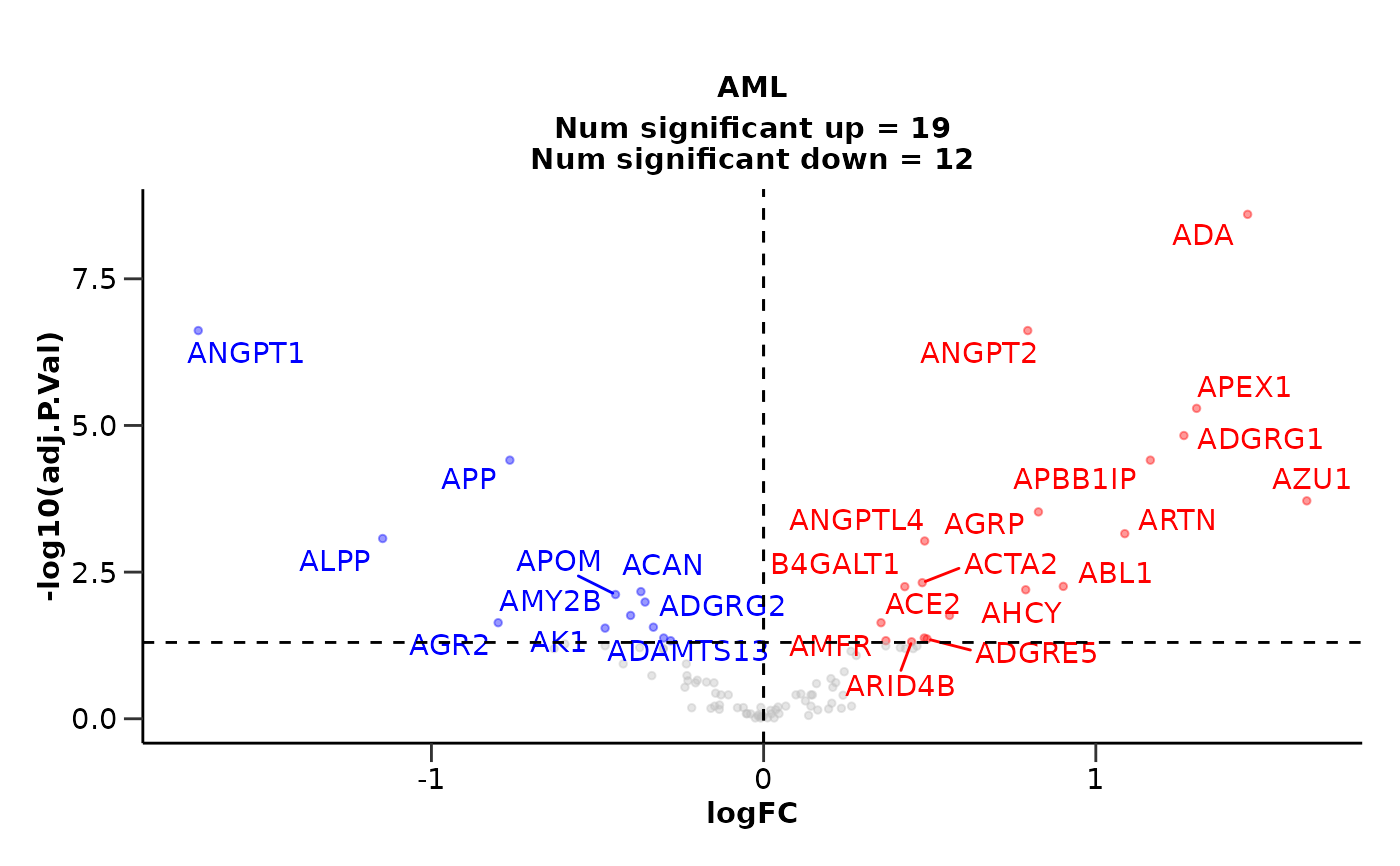 AML
Num significant up = 19
Num significant down = 12
ADA
7.5
ANGPT1
ANGPT2
APEX1
5.0
ADGRG1
APP
APBB1IP
AZU1
ANGPTL4
AGRP
ARTN
ALPP
APOM
ACAN
B4GALT1
ACTA2
ABL1
2.5
AMY2B
ADGRG2
ACE2
AHCY
AGR2
AK1
ADAMTS13
AMFR
ADGRE5
ARID4B
0.0
-log10(adj.P.Val)
-1
0
1
logFC